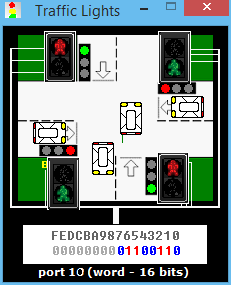 Traffic Lights
FEDCBA9876543210
0000000001100110
port 10 (word - 16 bits)